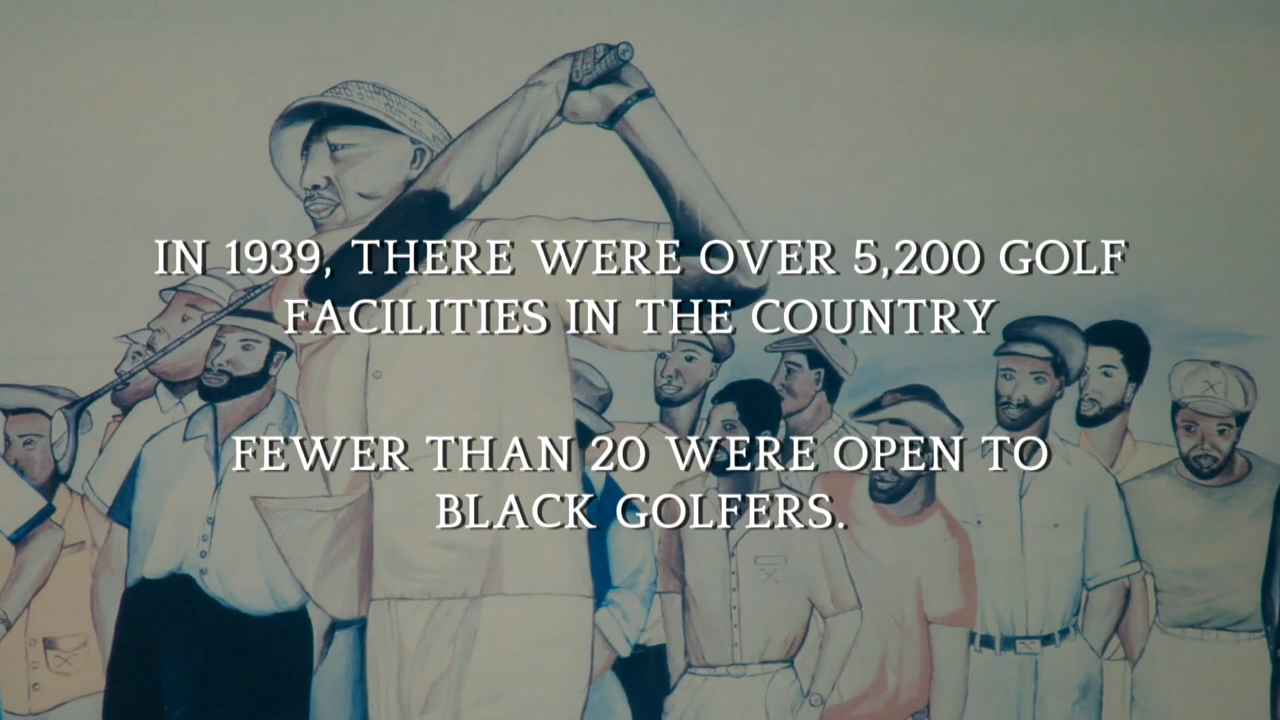 IN 1939, THERE WERE OVER 5,200 GOLF
FACILITIES IN THE COUNTRY
FEWER THAN 20 WERE OPEN TO
BLACK GOLFERS.